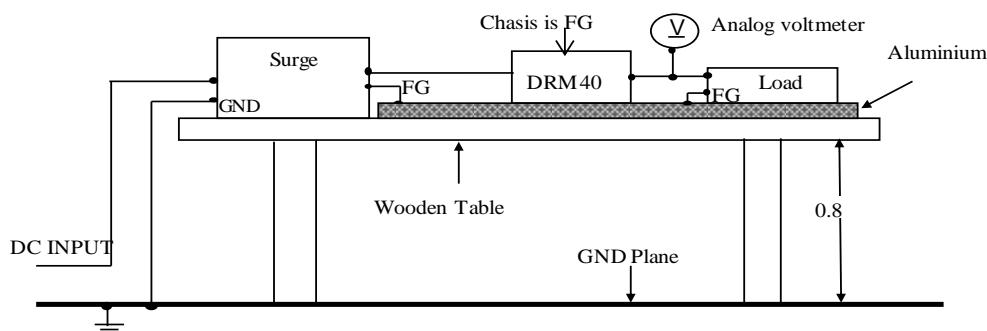 Chasis is FG
V
Analog voltmeter
Aluminium
Surge
FG
DRM40
Load
FG
GND
Wooden Table
0.8
DC INPUT
GND Plane